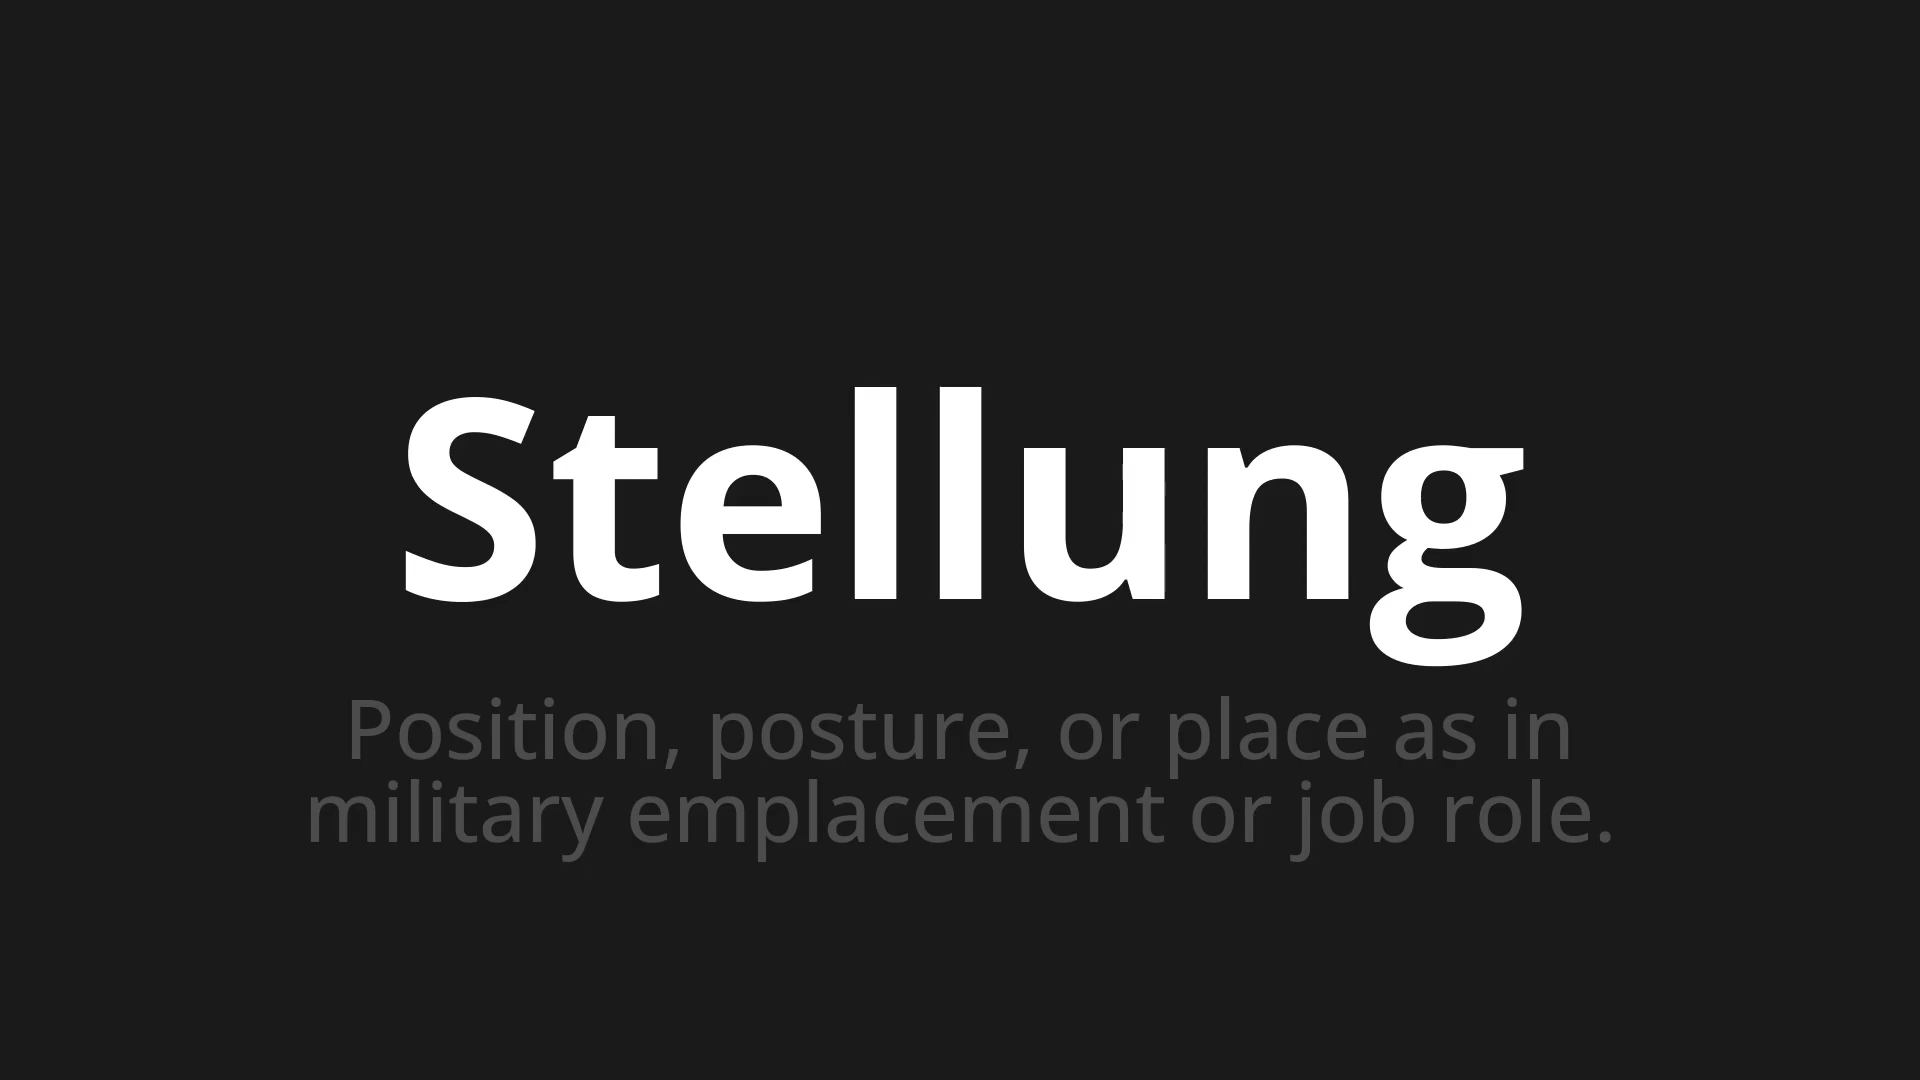 Stellung
Position, posture, or place as in
military emplacement or job role.